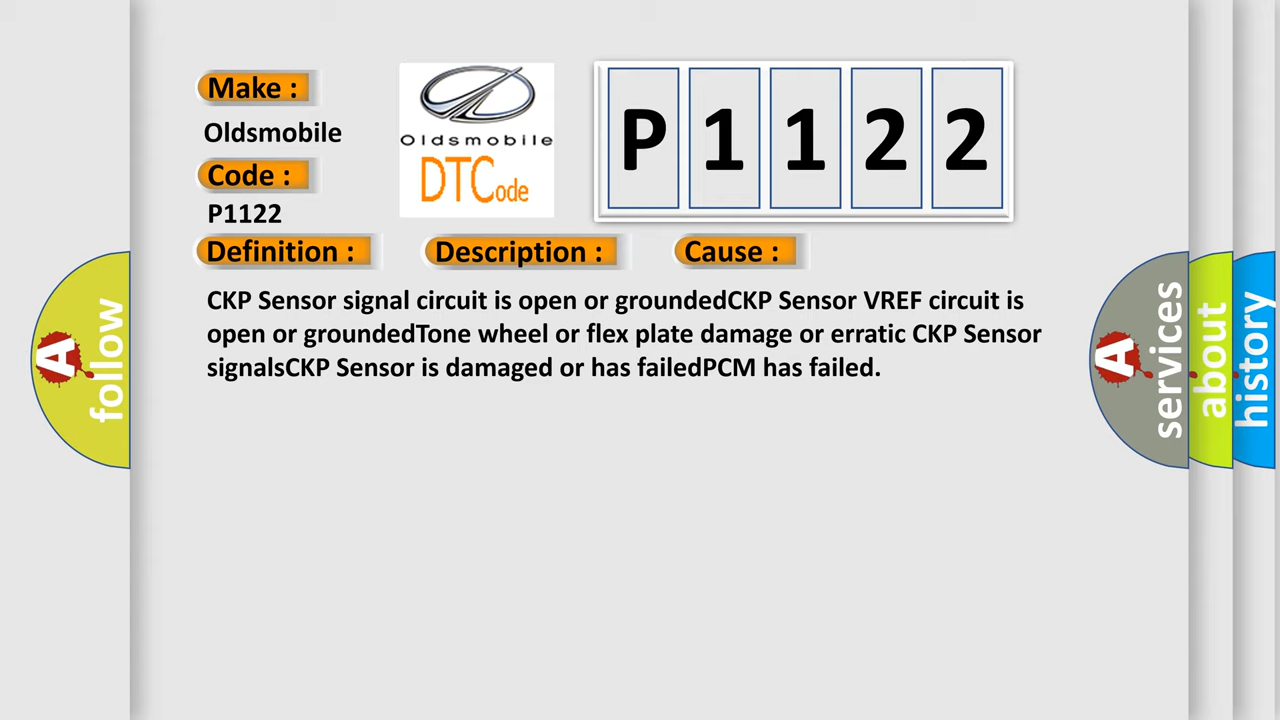 Make :
Oldsmobile
Code :
P1122
Oldsmobile
DTCode
P 1 1 2 2
Definition :
Description :
Cause :
CKP Sensor signal circuit is open or groundedCKP Sensor VREF circuit is
open or groundedTone wheel or flex plate damage or erratic CKP Sensor
signalsCKP Sensor is damaged or has failedPCM has failed.
A
follow
A
services
about
history